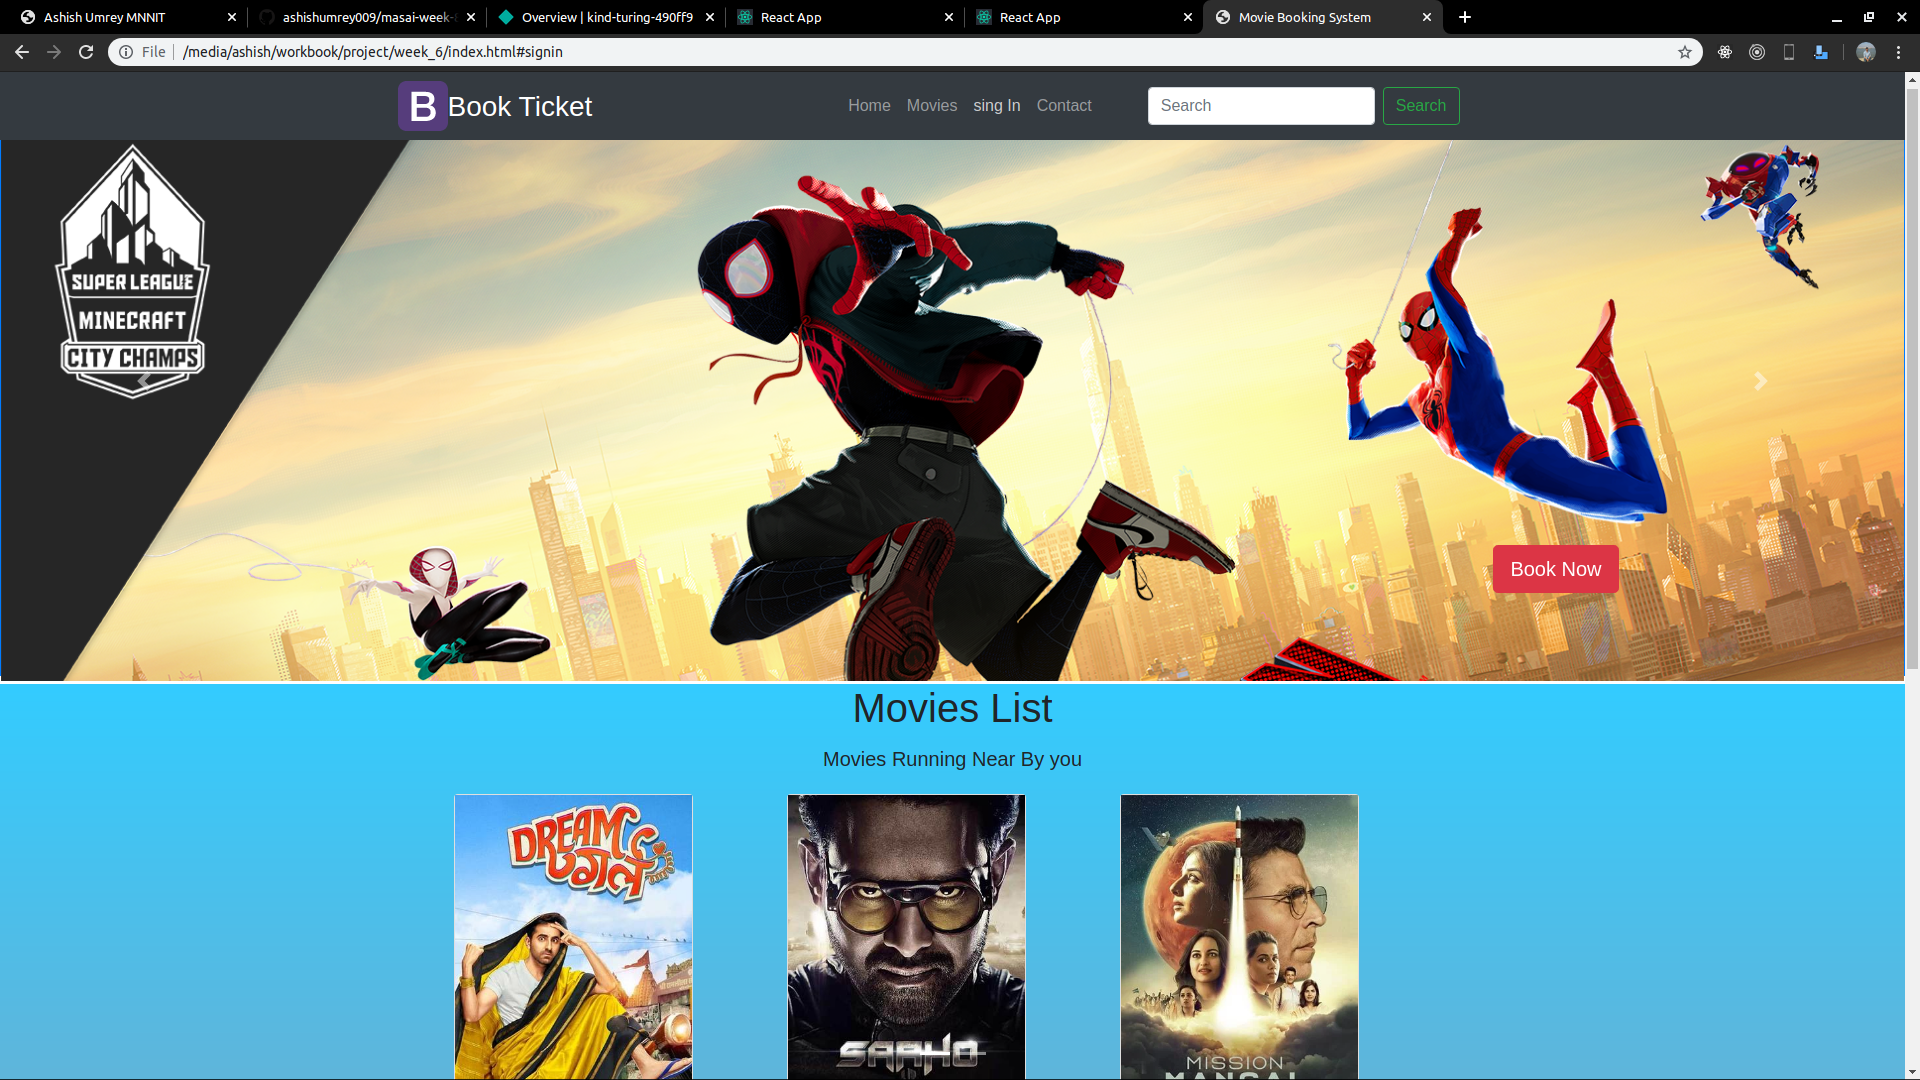 Ashish Umrey MNNIT
ashishumrey009/masai-week-
Overview | kind-turing-490ff9
React App
React App
Movie Booking System
File
/media/ashish/workbook/project/week_6/index.html#signin
B
Book Ticket
Home
Movies
sing In
Contact
Search
Search
SUPER LEAGUE
MINECRAFT
CITY CHAMPS
Book Now
Movies List
Movies Running Near By you
DREAM
গার্ল
SAAHO
MISSION
MANGAL